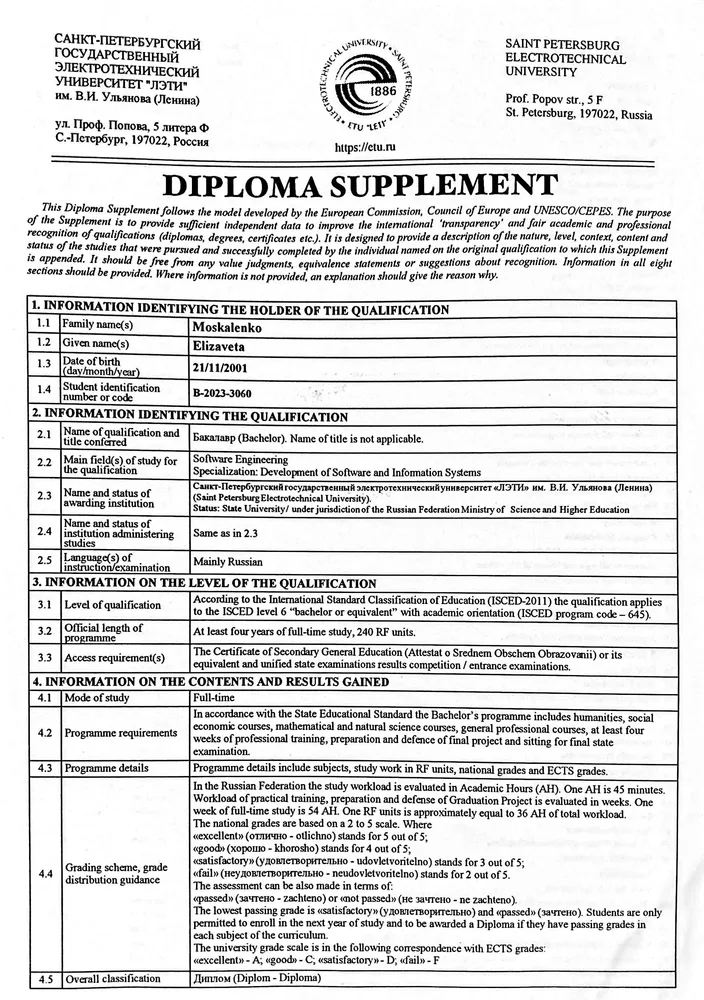 САНКТ-ПЕТЕРБУРГСКИЙ
ГОСУДАРСТВЕННЫЙ
ЭЛЕКТРОТЕХНИЧЕСКИЙ
УНИВЕРСИТЕТ "ЛЭТИ"
им. В.И. Ульянова (Ленина)
ул. Проф. Попова, 5 литера Ф
С.-Петербург, 197022, Россия
ELECTROTECHNICAL UNIVERSITY • SAINT PETERSBURG •
1886
ETU "LETI"
https://etu.ru
SAINT PETERSBURG
ELECTROTECHNICAL
UNIVERSITY
Prof. Popov str., 5 F
St. Petersburg, 197022, Russia
DIPLOMA SUPPLEMENT
This Diploma Supplement follows the model developed by the European Commission, Council of Europe and UNESCO/CEPES. The purpose
of the Supplement is to provide sufficient independent data to improve the international 'transparency' and fair academic and professional
recognition of qualifications (diplomas, degrees, certificates etc.). It is designed to provide a description of the nature, level, context, content and
status of the studies that were pursued and successfully completed by the individual named on the original qualification to which this Supplement
is appended. It should be free from any value judgments, equivalence statements or suggestions about recognition. Information in all eight
sections should be provided. Where information is not provided, an explanation should give the reason why.
1. INFORMATION IDENTIFYING THE HOLDER OF THE QUALIFICATION
1.1 Family name(s) Moskalenko
1.2 Given name(s) Elizaveta
1.3 Date of birth
(day/month/year) 21/11/2001
1.4 Student identification
number or code B-2023-3060
2. INFORMATION IDENTIFYING THE QUALIFICATION
2.1 Name of qualification and
title conferred Бакалавр (Bachelor). Name of title is not applicable.
2.2 Main field(s) of study for
the qualification Software Engineering
Specialization: Development of Software and Information Systems
2.3 Name and status of
awarding institution Санкт-Петербургский государственный электротехнический университет «ЛЭТИ» им. В.И. Ульянова (Ленина)
(Saint Petersburg Electrotechnical University).
Status: State University/ under jurisdiction of the Russian Federation Ministry of Science and Higher Education
2.4 Name and status of
institution administering
studies Same as in 2.3
2.5 Language(s) of
instruction/examination Mainly Russian
3. INFORMATION ON THE LEVEL OF THE QUALIFICATION
3.1 Level of qualification According to the International Standard Classification of Education (ISCED-2011) the qualification applies
to the ISCED level 6 “bachelor or equivalent” with academic orientation (ISCED program code – 645).
3.2 Official length of
programme At least four years of full-time study, 240 RF units.
3.3 Access requirement(s) The Certificate of Secondary General Education (Attestat o Srednem Obschem Obrazovanii) or its
equivalent and unified state examinations results competition / entrance examinations.
4. INFORMATION ON THE CONTENTS AND RESULTS GAINED
4.1 Mode of study Full-time
4.2 Programme requirements In accordance with the State Educational Standard the Bachelor's programme includes humanities, social
economic courses, mathematical and natural science courses, general professional courses, at least four
weeks of professional training, preparation and defence of final project and sitting for final state
examination.
4.3 Programme details Programme details include subjects, study work in RF units, national grades and ECTS grades.
4.4 Grading scheme, grade
distribution guidance In the Russian Federation the study workload is evaluated in Academic Hours (AH). One AH is 45 minutes.
Workload of practical training, preparation and defense of Graduation Project is evaluated in weeks. One
week of full-time study is 54 AH. One RF units is approximately equal to 36 AH of total workload.
The national grades are based on a 2 to 5 scale. Where
«excellent» (отлично - otlichno) stands for 5 out of 5;
«good» (хорошо - khorosho) stands for 4 out of 5;
«satisfactory» (удовлетворительно - udovletvoritelno) stands for 3 out of 5;
«fail» (неудовлетворительно - neudovletvoritelno) stands for 2 out of 5.
The assessment can be also made in terms of:
«passed» (зачтено - zachteno) or «not passed» (не зачтено - ne zachteno).
The lowest passing grade is «satisfactory» (удовлетворительно) and «passed» (зачтено). Students are only
permitted to enroll in the next year of study and to be awarded a Diploma if they have passing grades in
each subject of the curriculum.
The university grade scale is in the following correspondence with ECTS grades:
«excellent» - A; «good» - C; «satisfactory» - D; «fail» - F
4.5 Overall classification Диплом (Diplom - Diploma)